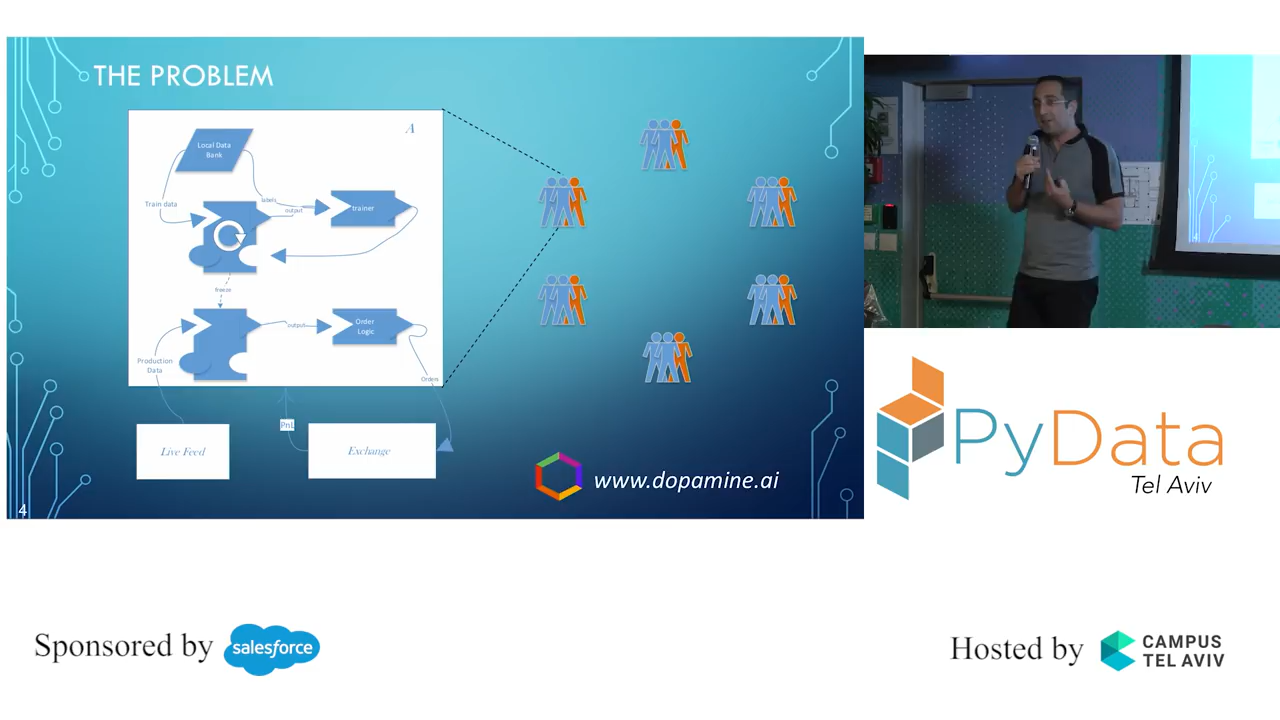 THE PROBLEM
A
Local Data
Bank
Train data
labels
output
trainer
freeze
output
Order
Logic
Production
Data
Orders
PnL
Live Feed
Exchange
www.dopamine.ai
4
PyData
Tel Aviv
Sponsored by
salesforce
Hosted by
CAMPUS
TEL AVIV